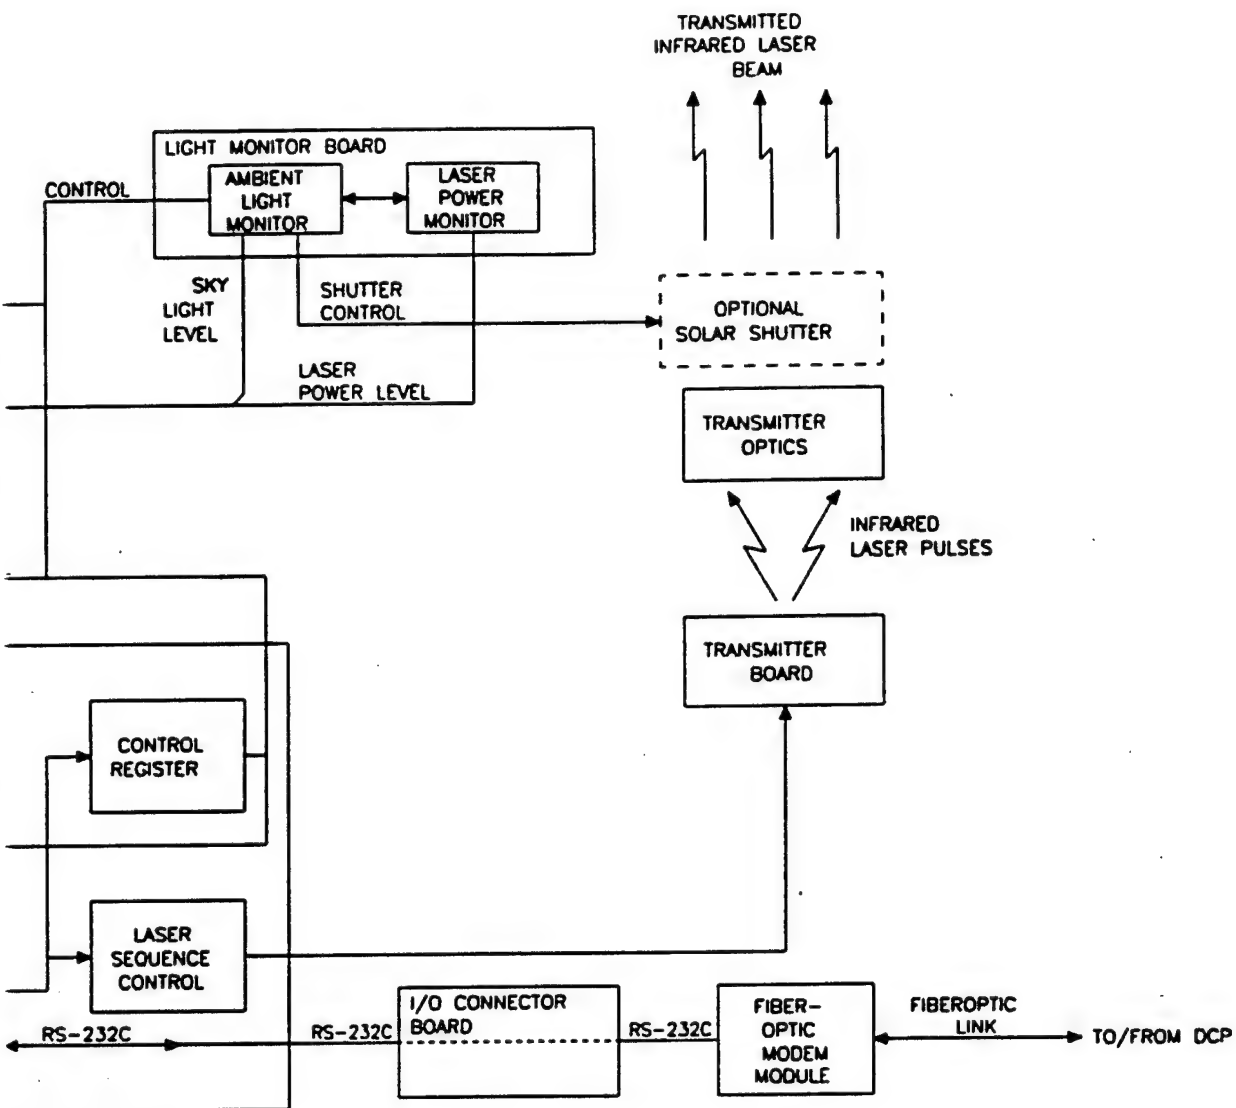 TRANSMITTED
INFRARED LASER
BEAM
LIGHT MONITOR BOARD
CONTROL
AMBIENT
LIGHT
MONITOR
LASER
POWER
MONITOR
SKY
LIGHT
LEVEL
SHUTTER
CONTROL
OPTIONAL
SOLAR SHUTTER
LASER
POWER LEVEL
TRANSMITTER
OPTICS
INFRARED
LASER PULSES
TRANSMITTER
BOARD
CONTROL
REGISTER
LASER
SEQUENCE
CONTROL
I/O CONNECTOR
BOARD
FIBER-
OPTIC
MODEM
MODULE
FIBEROPTIC
LINK
RS-232C
RS-232C
RS-232C
TO/FROM DCP